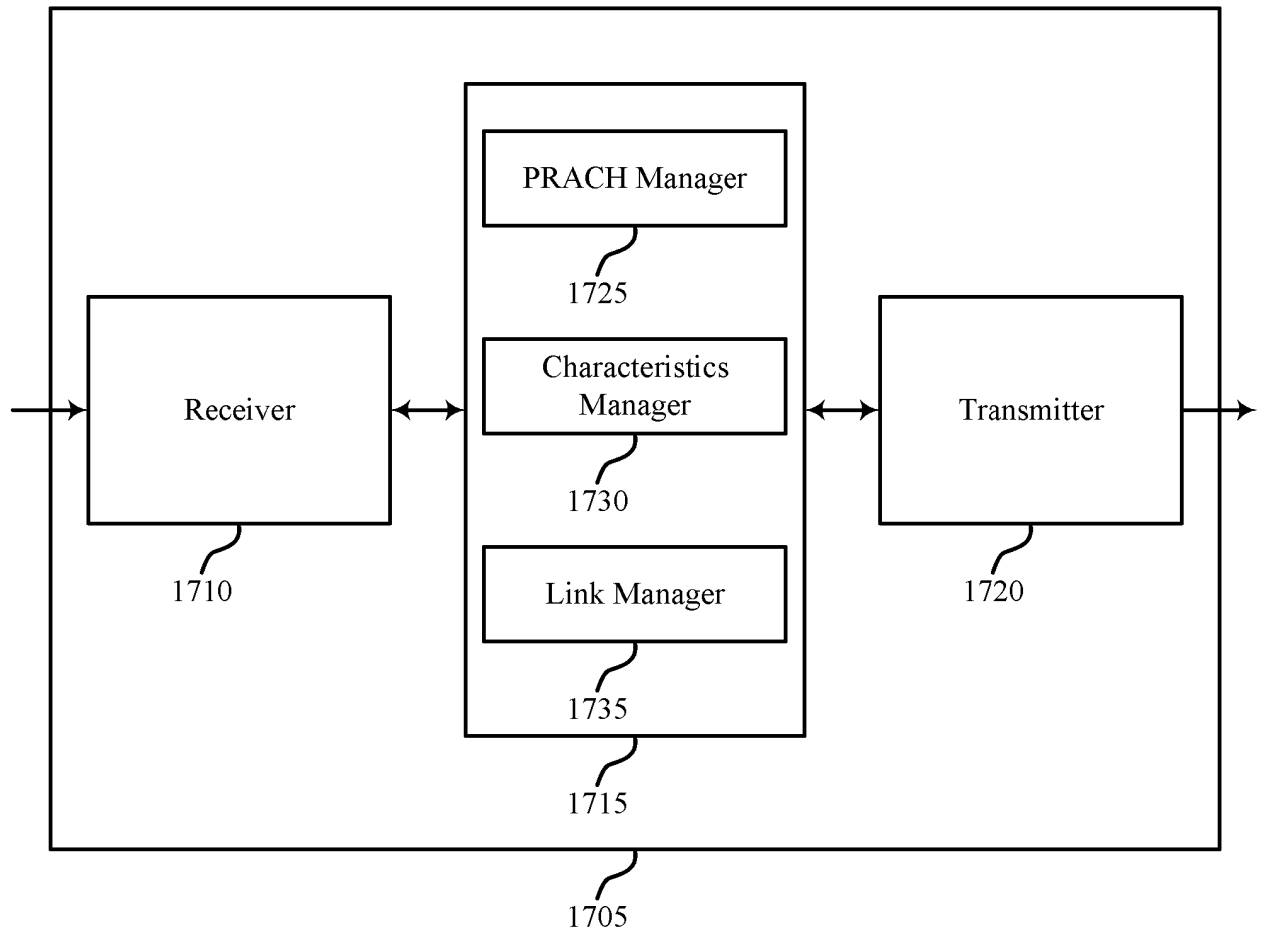 PRACH Manager
1725
Receiver
1710
Characteristics
Manager
1730
Link Manager
1735
1715
Transmitter
1720
1705